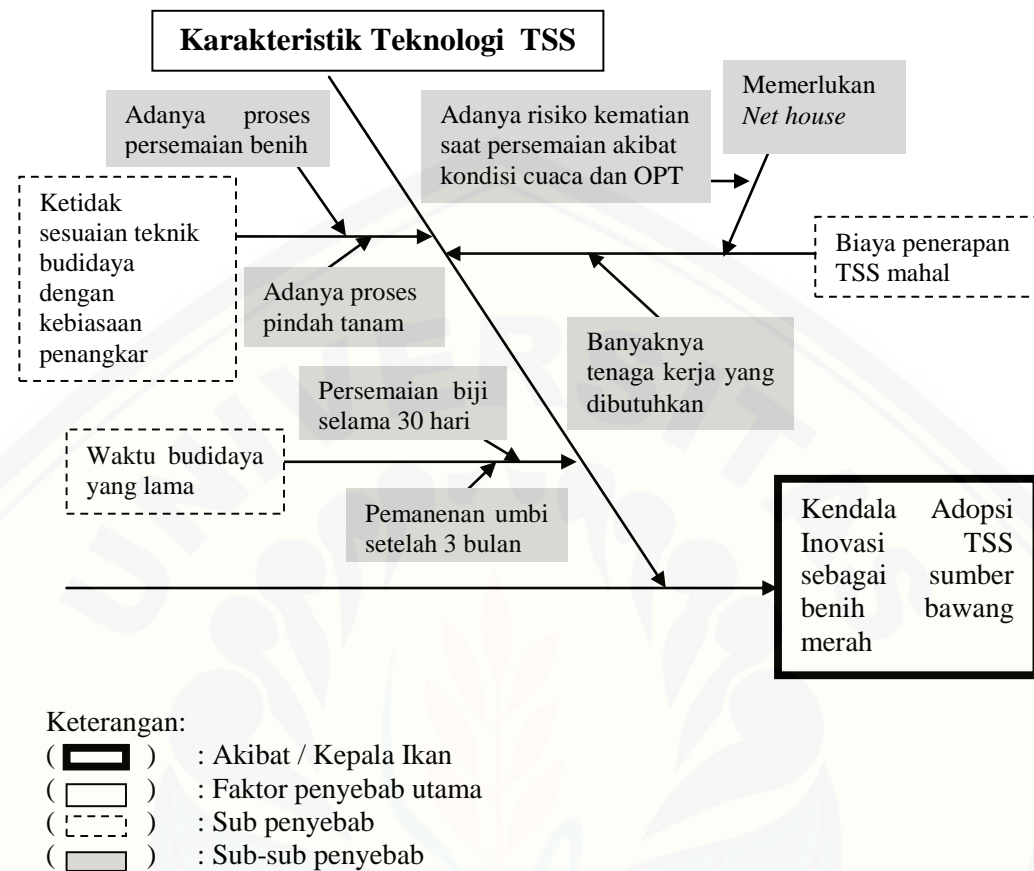 Karakteristik Teknologi TSS
Adanya proses
persemaian benih
Adanya risiko kematian
saat persemaian akibat
kondisi cuaca dan OPT
Memerlukan
Net house
Ketidak
sesuaian teknik
budidaya
dengan
kebiasaan
penangkar
Biaya penerapan
TSS mahal
Adanya proses
pindah tanam
Banyaknya
tenaga kerja yang
dibutuhkan
Persemaian biji
selama 30 hari
Waktu budidaya
yang lama
Pemanenan umbi
setelah 3 bulan
Kendala Adopsi
Inovasi TSS
sebagai sumber
benih bawang
merah
Keterangan:
( ) : Akibat / Kepala Ikan
( ) : Faktor penyebab utama
( ) : Sub penyebab
( ) : Sub-sub penyebab
UNIVERSITAS